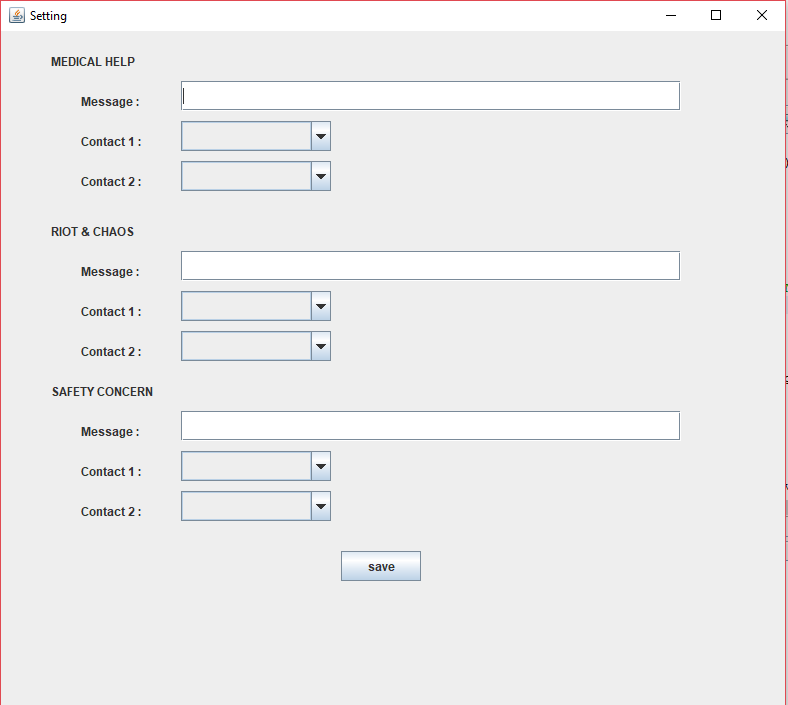 Setting
MEDICAL HELP
Message :
Contact 1 :
Contact 2 :
RIOT & CHAOS
Message :
Contact 1 :
Contact 2 :
SAFETY CONCERN
Message :
Contact 1 :
Contact 2 :
save